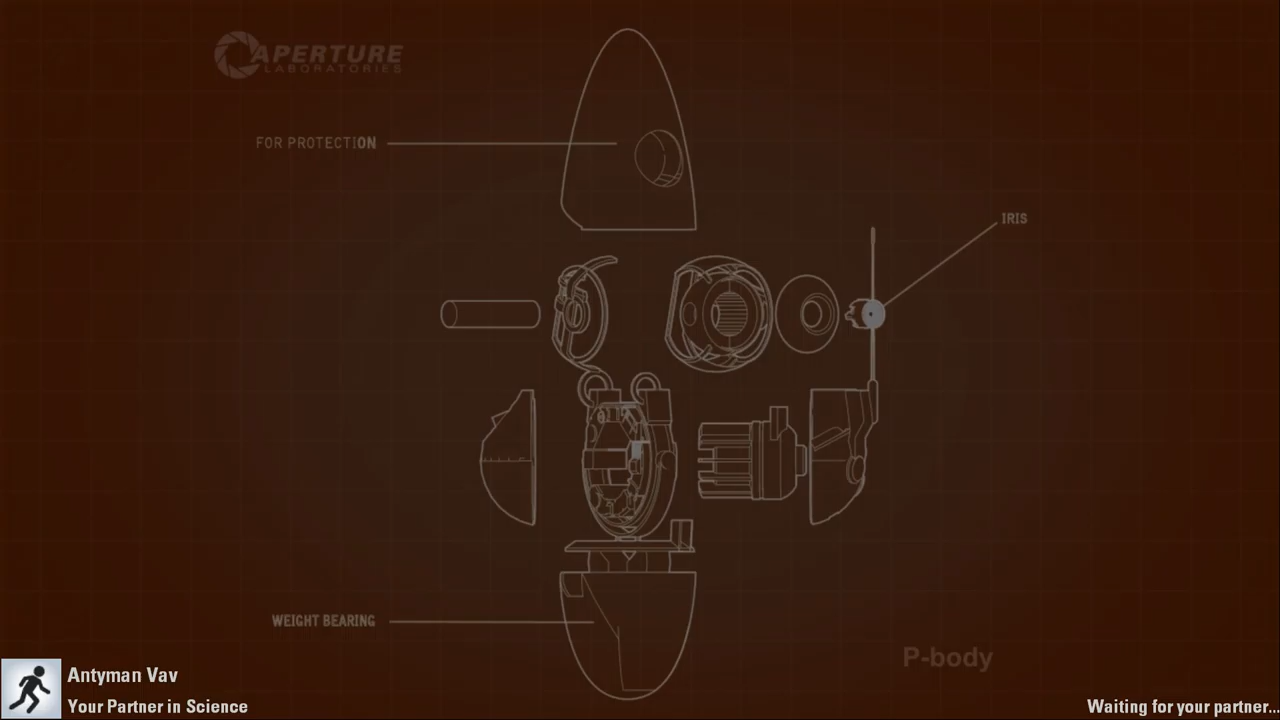 APERTURE
LABORATORIES
FOR PROTECTION
IRIS
WEIGHT BEARING
P-body
Antyman Vav
Your Partner in Science
Waiting for your partner...